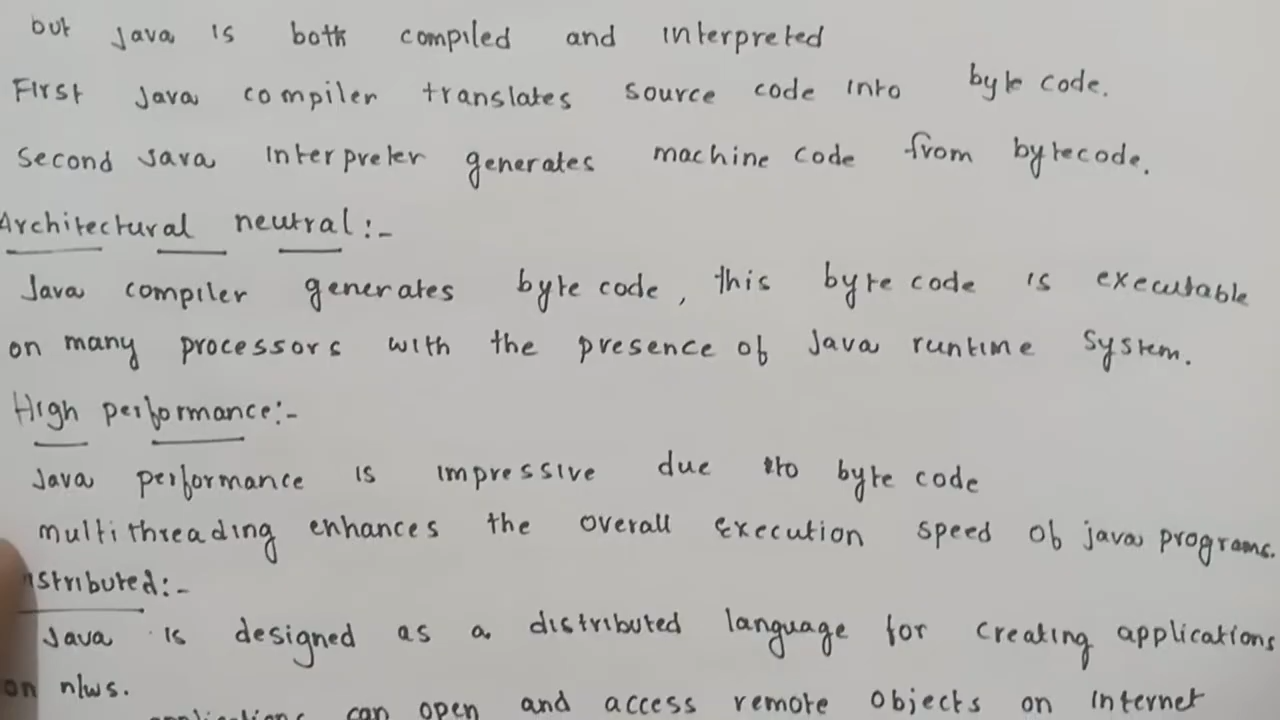 but java is both compiled and interpreted
First Java compiler translates source code into byte code.
Second Java interpreter generates machine code from bytecode.
Architectural neutral:-
Java compiler generates byte code, this byte code is executable
on many processors with the presence of Java runtime system.
High performance:-
Java performance is impressive due to byte code
multithreading enhances the overall execution speed of java programs.
istributed:-
Java is designed as a distributed language for creating applications
on n/ws.
applications can open and access remote objects on Internet